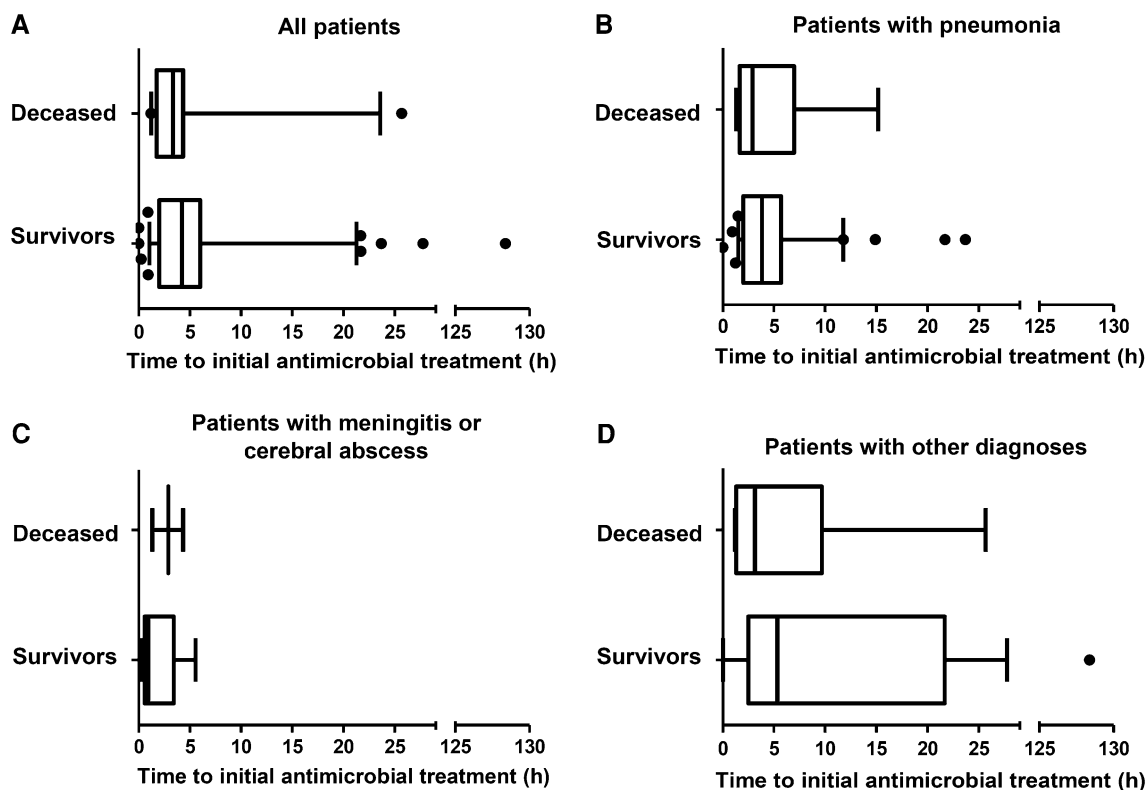 A
All patients
Deceased
Survivors
0 5 10 15 20 25 125 130
Time to initial antimicrobial treatment (h)
B
Patients with pneumonia
Deceased
Survivors
0 5 10 15 20 25 125 130
Time to initial antimicrobial treatment (h)
C
Patients with meningitis or
cerebral abscess
Deceased
Survivors
0 5 10 15 20 25 125 130
Time to initial antimicrobial treatment (h)
D
Patients with other diagnoses
Deceased
Survivors
0 5 10 15 20 25 125 130
Time to initial antimicrobial treatment (h)